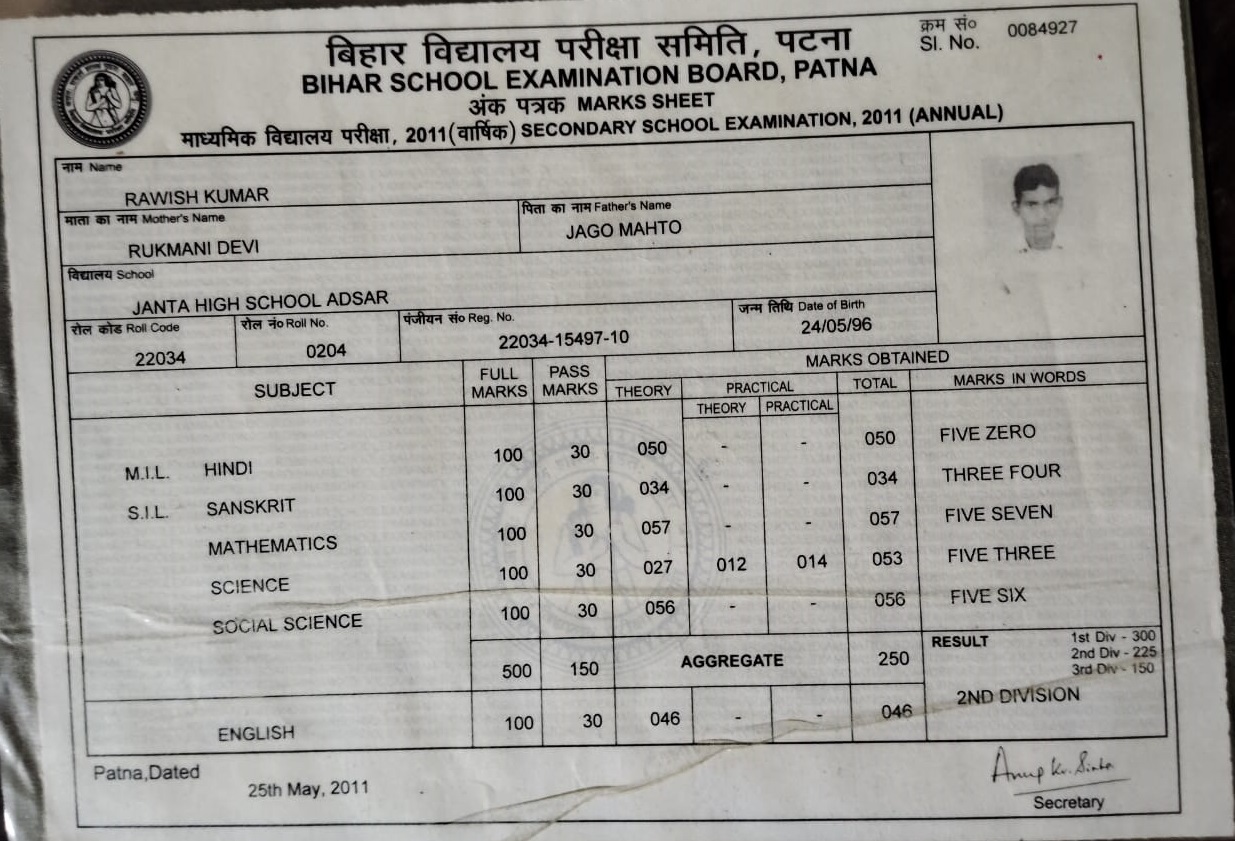 क्रम सं०
Sl. No. 0084927
बिहार विद्यालय परीक्षा समिति, पटना
BIHAR SCHOOL EXAMINATION BOARD, PATNA
अंक पत्रक MARKS SHEET
माध्यमिक विद्यालय परीक्षा, 2011(वार्षिक) SECONDARY SCHOOL EXAMINATION, 2011 (ANNUAL)
नाम Name
RAWISH KUMAR
माता का नाम Mother's Name पिता का नाम Father's Name
RUKMANI DEVI JAGO MAHTO
विद्यालय School
JANTA HIGH SCHOOL ADSAR
रोल कोड Roll Code रोल नं० Roll No. पंजीयन सं० Reg. No. जन्म तिथि Date of Birth
22034 0204 22034-15497-10 24/05/96
SUBJECT FULL MARKS PASS MARKS MARKS OBTAINED
THEORY PRACTICAL TOTAL MARKS IN WORDS
THEORY PRACTICAL
M.I.L. HINDI 100 30 050 - - 050 FIVE ZERO
S.I.L. SANSKRIT 100 30 034 - - 034 THREE FOUR
MATHEMATICS 100 30 057 - - 057 FIVE SEVEN
SCIENCE 100 30 027 012 014 053 FIVE THREE
SOCIAL SCIENCE 100 30 056 - - 056 FIVE SIX
500 150 AGGREGATE 250 RESULT 1st Div - 300
2nd Div - 225
3rd Div - 150
2ND DIVISION
ENGLISH 100 30 046 - - 046
Patna,Dated
25th May, 2011
Anup Kr. Sinha
Secretary